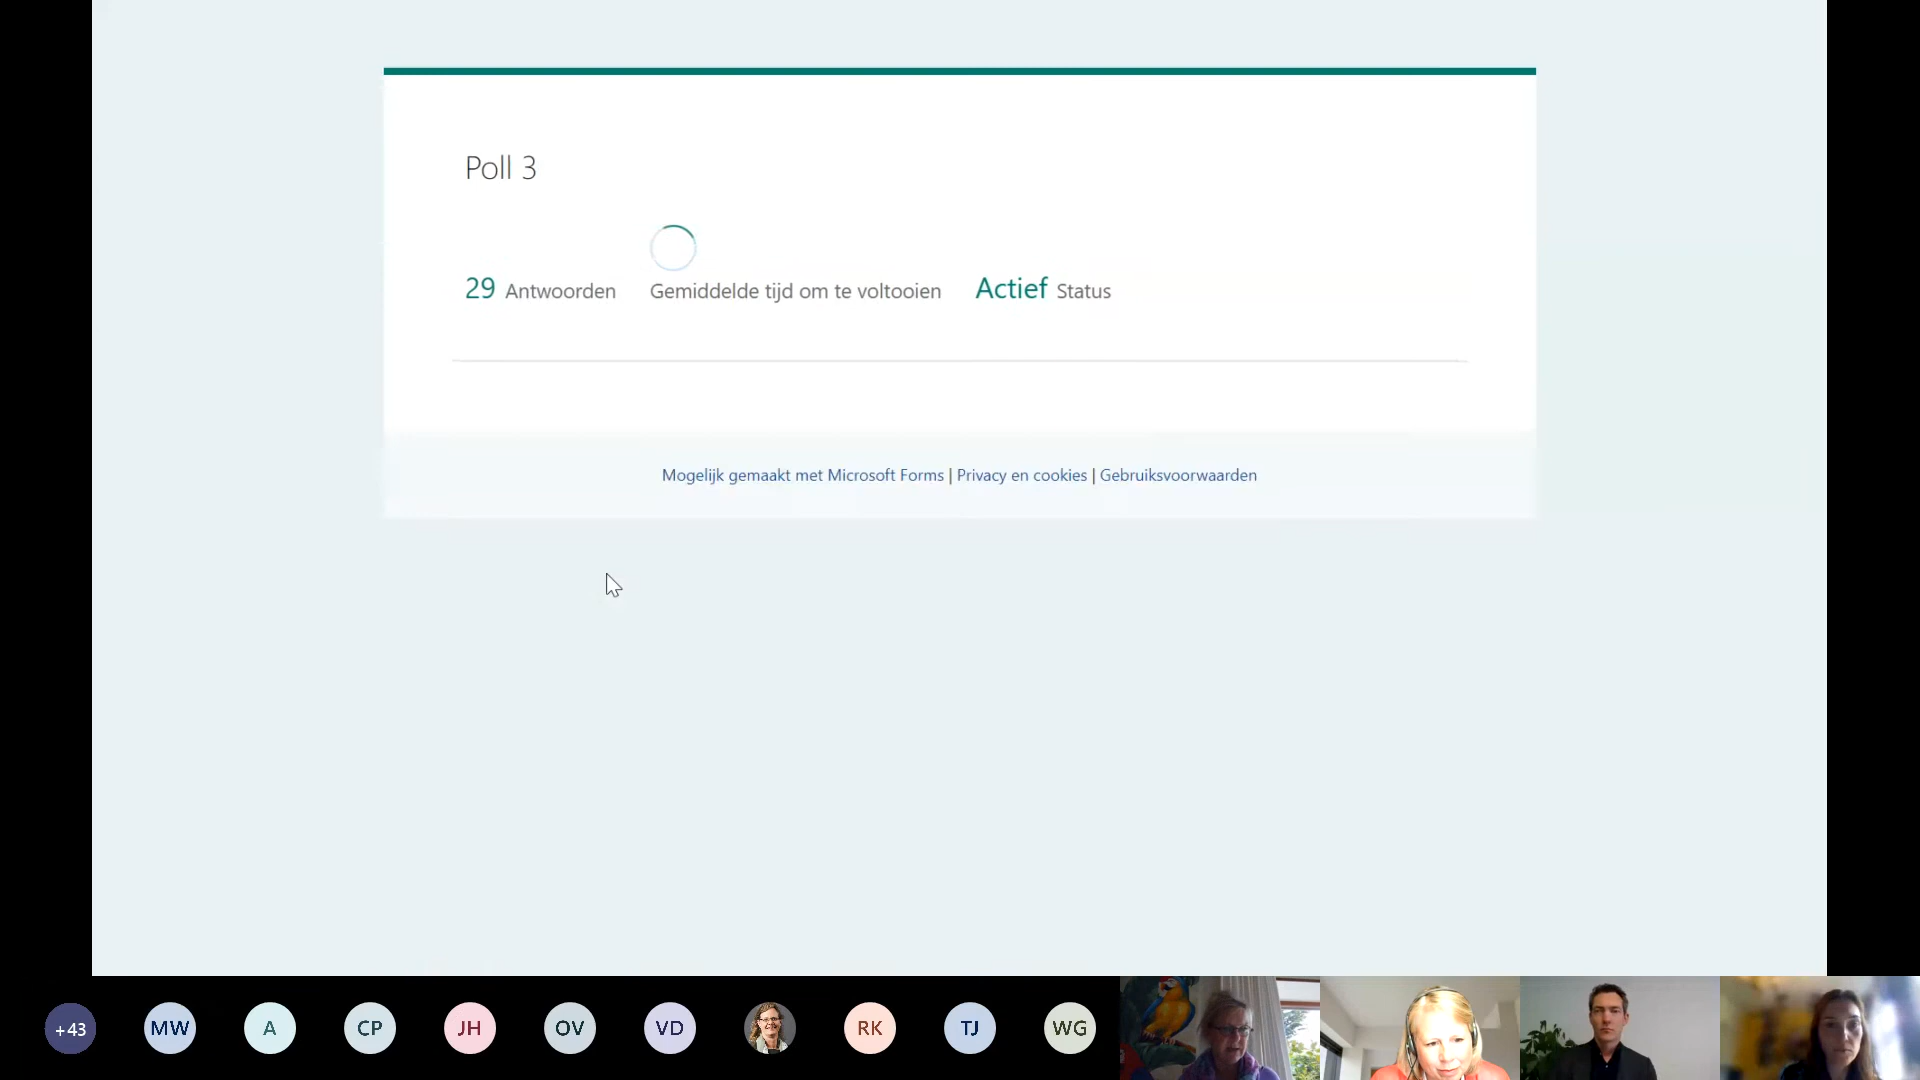 Poll 3
29 Antwoorden Gemiddelde tijd om te voltooien Actief Status
Mogelijk gemaakt met Microsoft Forms | Privacy en cookies | Gebruiksvoorwaarden
+43 MW A CP JH OV VD RK TJ WG